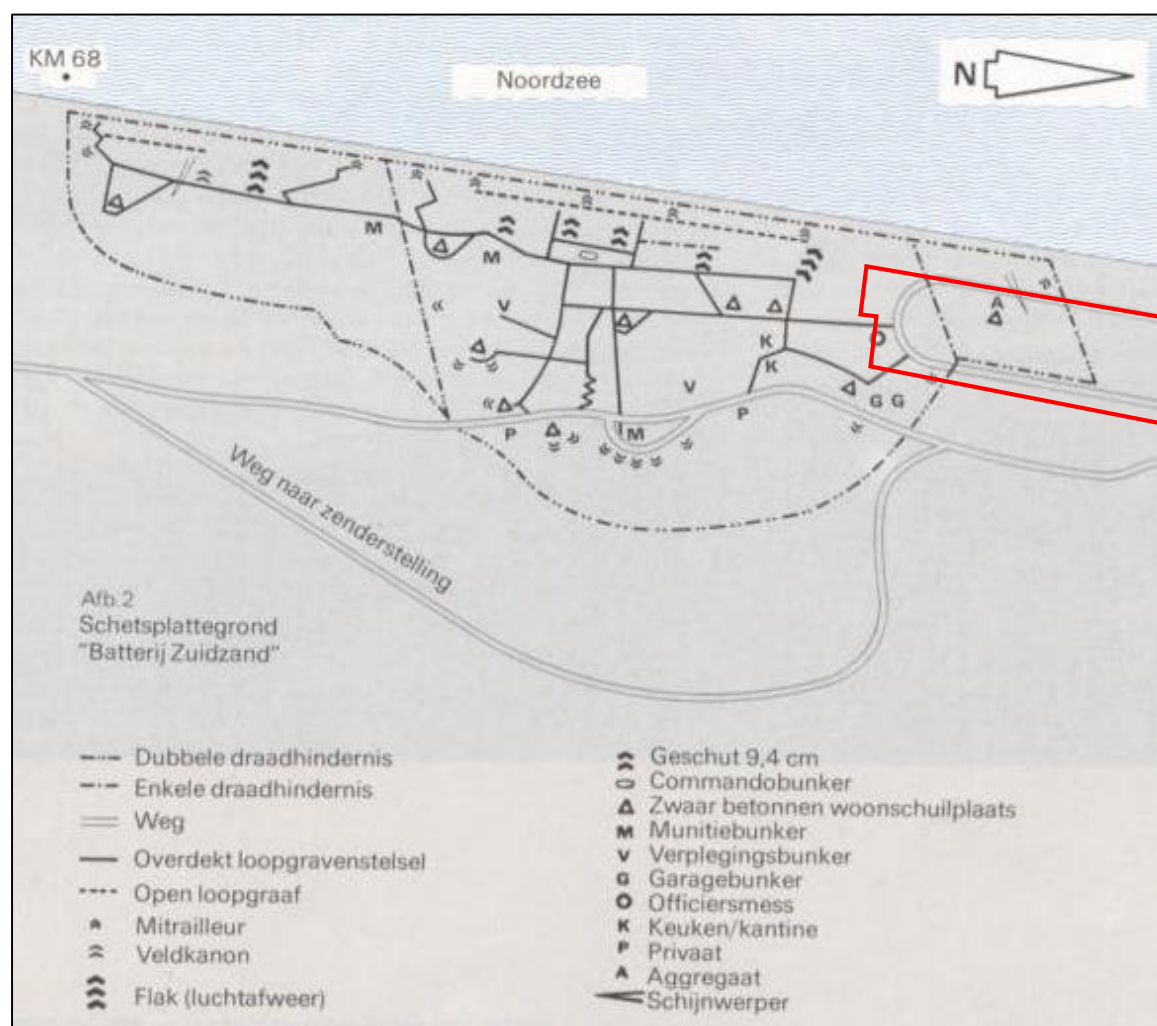 KM 68
Noordzee
N
M
M
V
K
K
O
A
V
G G
P
P
M
Weg naar zenderstelling
Afb.2
Schetsplattegrond
"Batterij Zuidzand"
Dubbele draadhindernis
Enkele draadhindernis
Weg
Overdekt loopgravenstelsel
Open loopgraaf
Mitrailleur
Veldkanon
Flak (luchtafweer)
Geschut 9,4 cm
Commandobunker
Zwaar betonnen woonschuilplaats
M Munitiebunker
V Verplegingsbunker
G Garagebunker
O Officiersmess
K Keuken/kantine
P Privaat
A Aggregaat
Schijnwerper